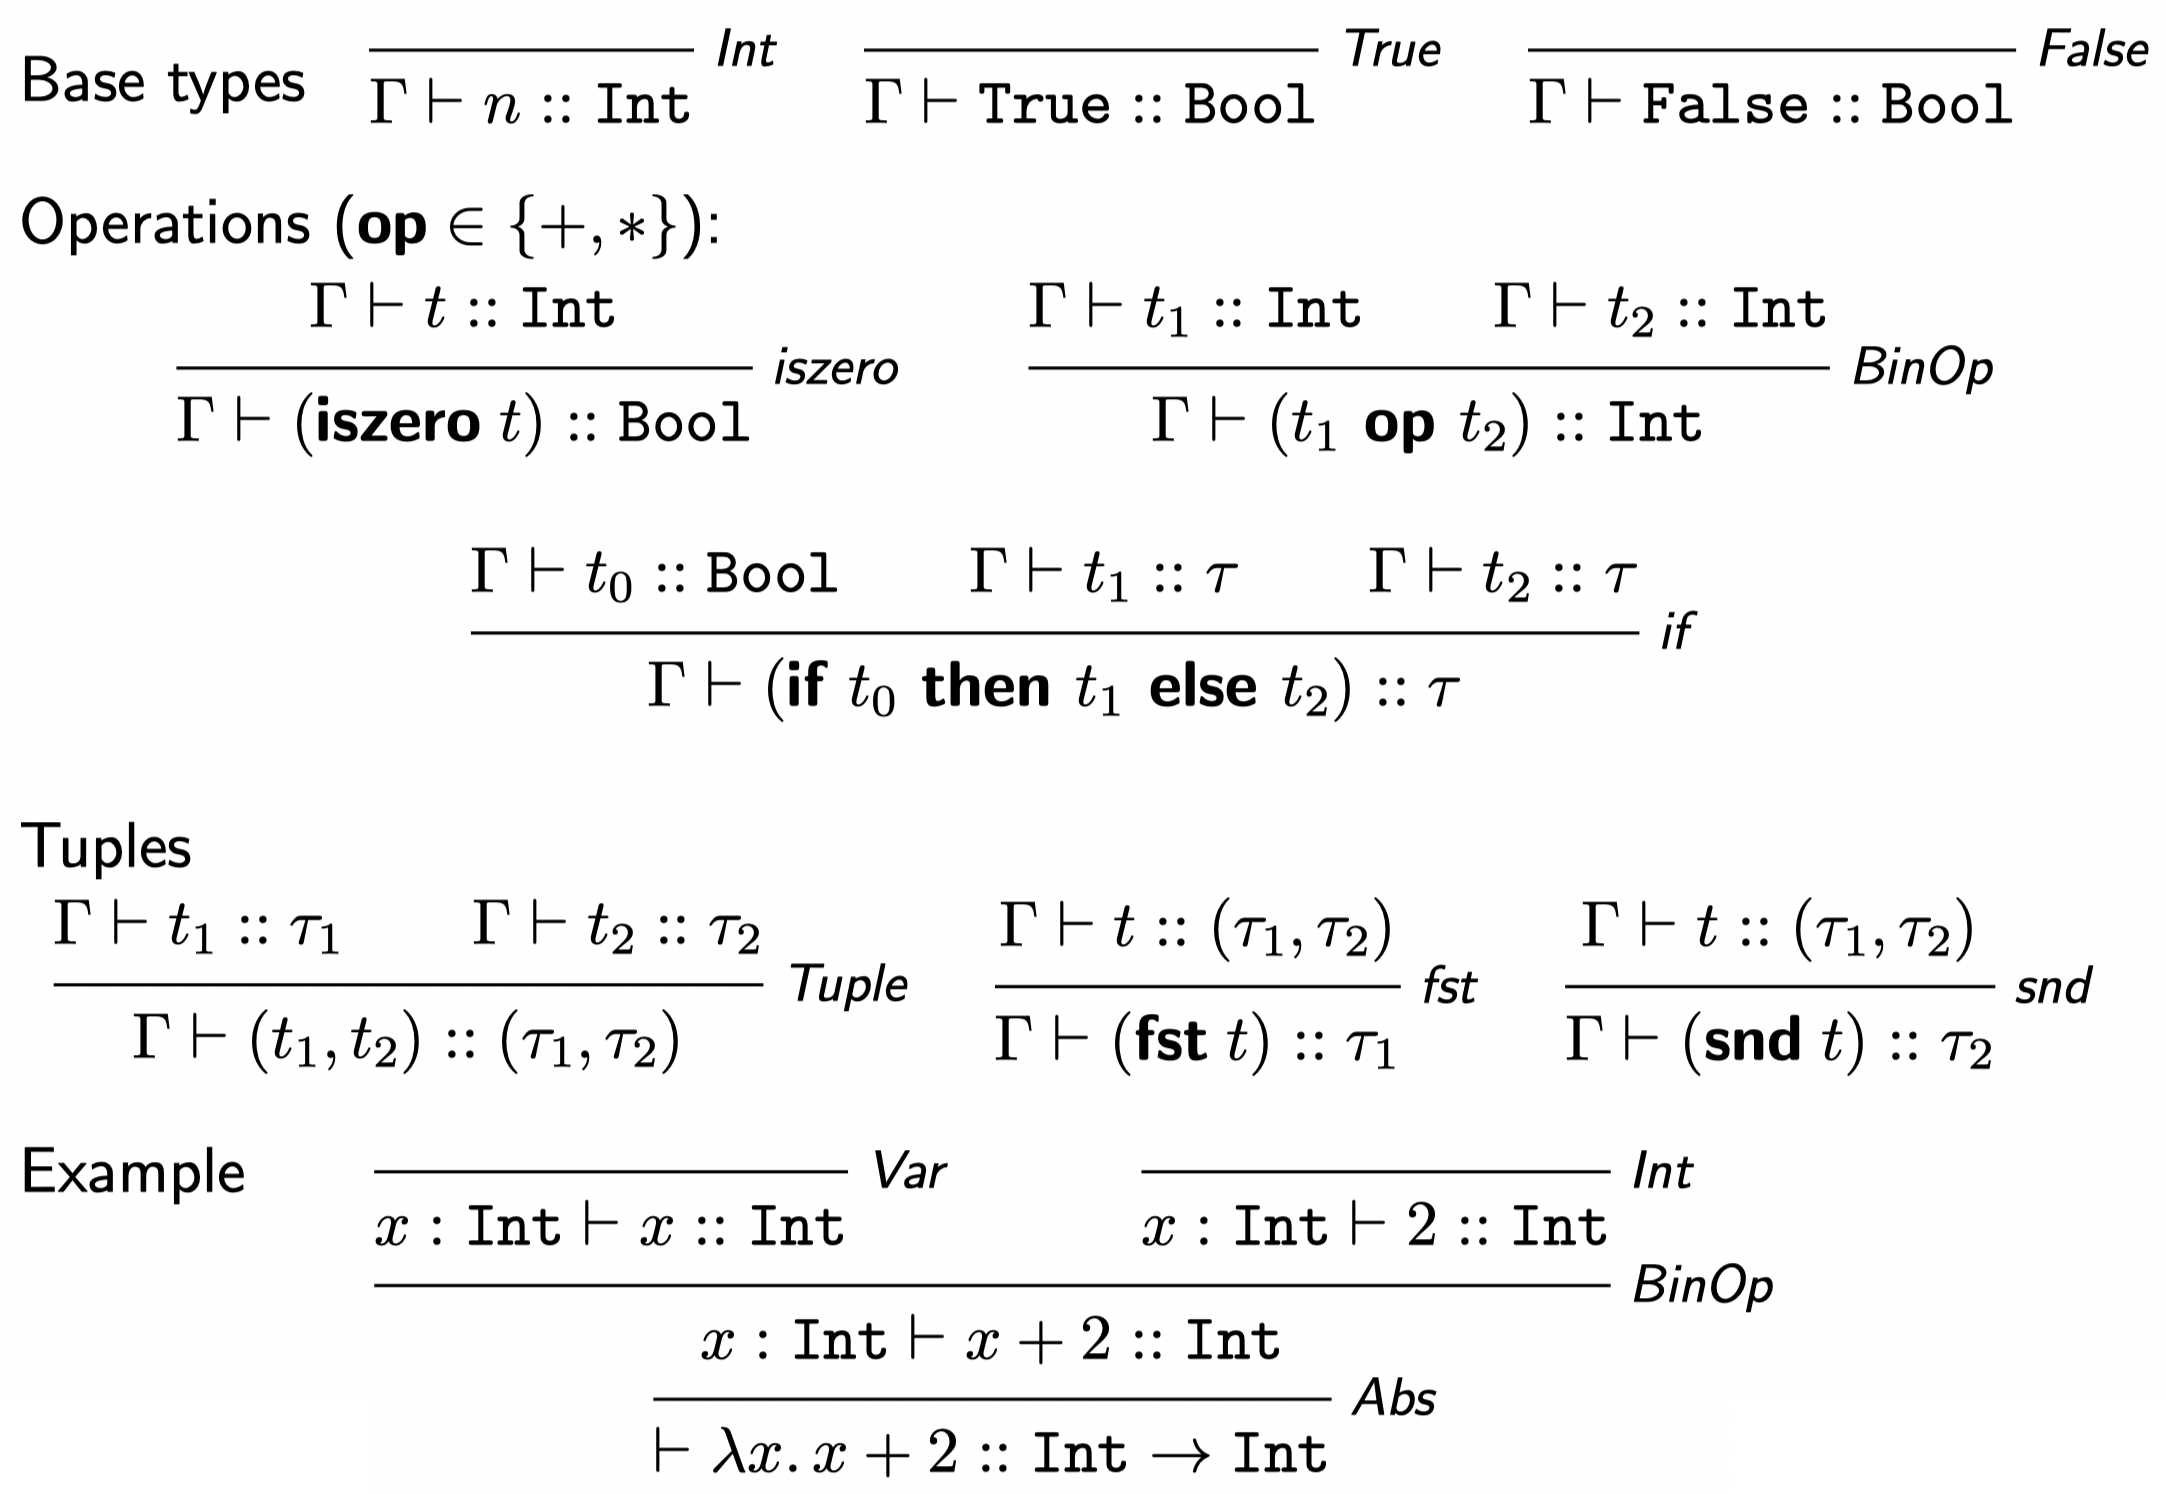 Base types Γ ⊢ n :: Int Int Γ ⊢ True :: Bool True Γ ⊢ False :: Bool False
Operations (op ∈ {+, ∗}):
Γ ⊢ t :: Int Γ ⊢ t₁ :: Int Γ ⊢ t₂ :: Int
iszero BinOp
Γ ⊢ (iszero t) :: Bool Γ ⊢ (t₁ op t₂) :: Int
Γ ⊢ t₀ :: Bool Γ ⊢ t₁ :: τ Γ ⊢ t₂ :: τ
if
Γ ⊢ (if t₀ then t₁ else t₂) :: τ
Tuples
Γ ⊢ t₁ :: τ₁ Γ ⊢ t₂ :: τ₂ Γ ⊢ t :: (τ₁, τ₂) Γ ⊢ t :: (τ₁, τ₂)
Tuple fst snd
Γ ⊢ (t₁, t₂) :: (τ₁, τ₂) Γ ⊢ (fst t) :: τ₁ Γ ⊢ (snd t) :: τ₂
Example Var Int
x : Int ⊢ x :: Int x : Int ⊢ 2 :: Int
BinOp
x : Int ⊢ x + 2 :: Int
Abs
⊢ λx. x + 2 :: Int → Int